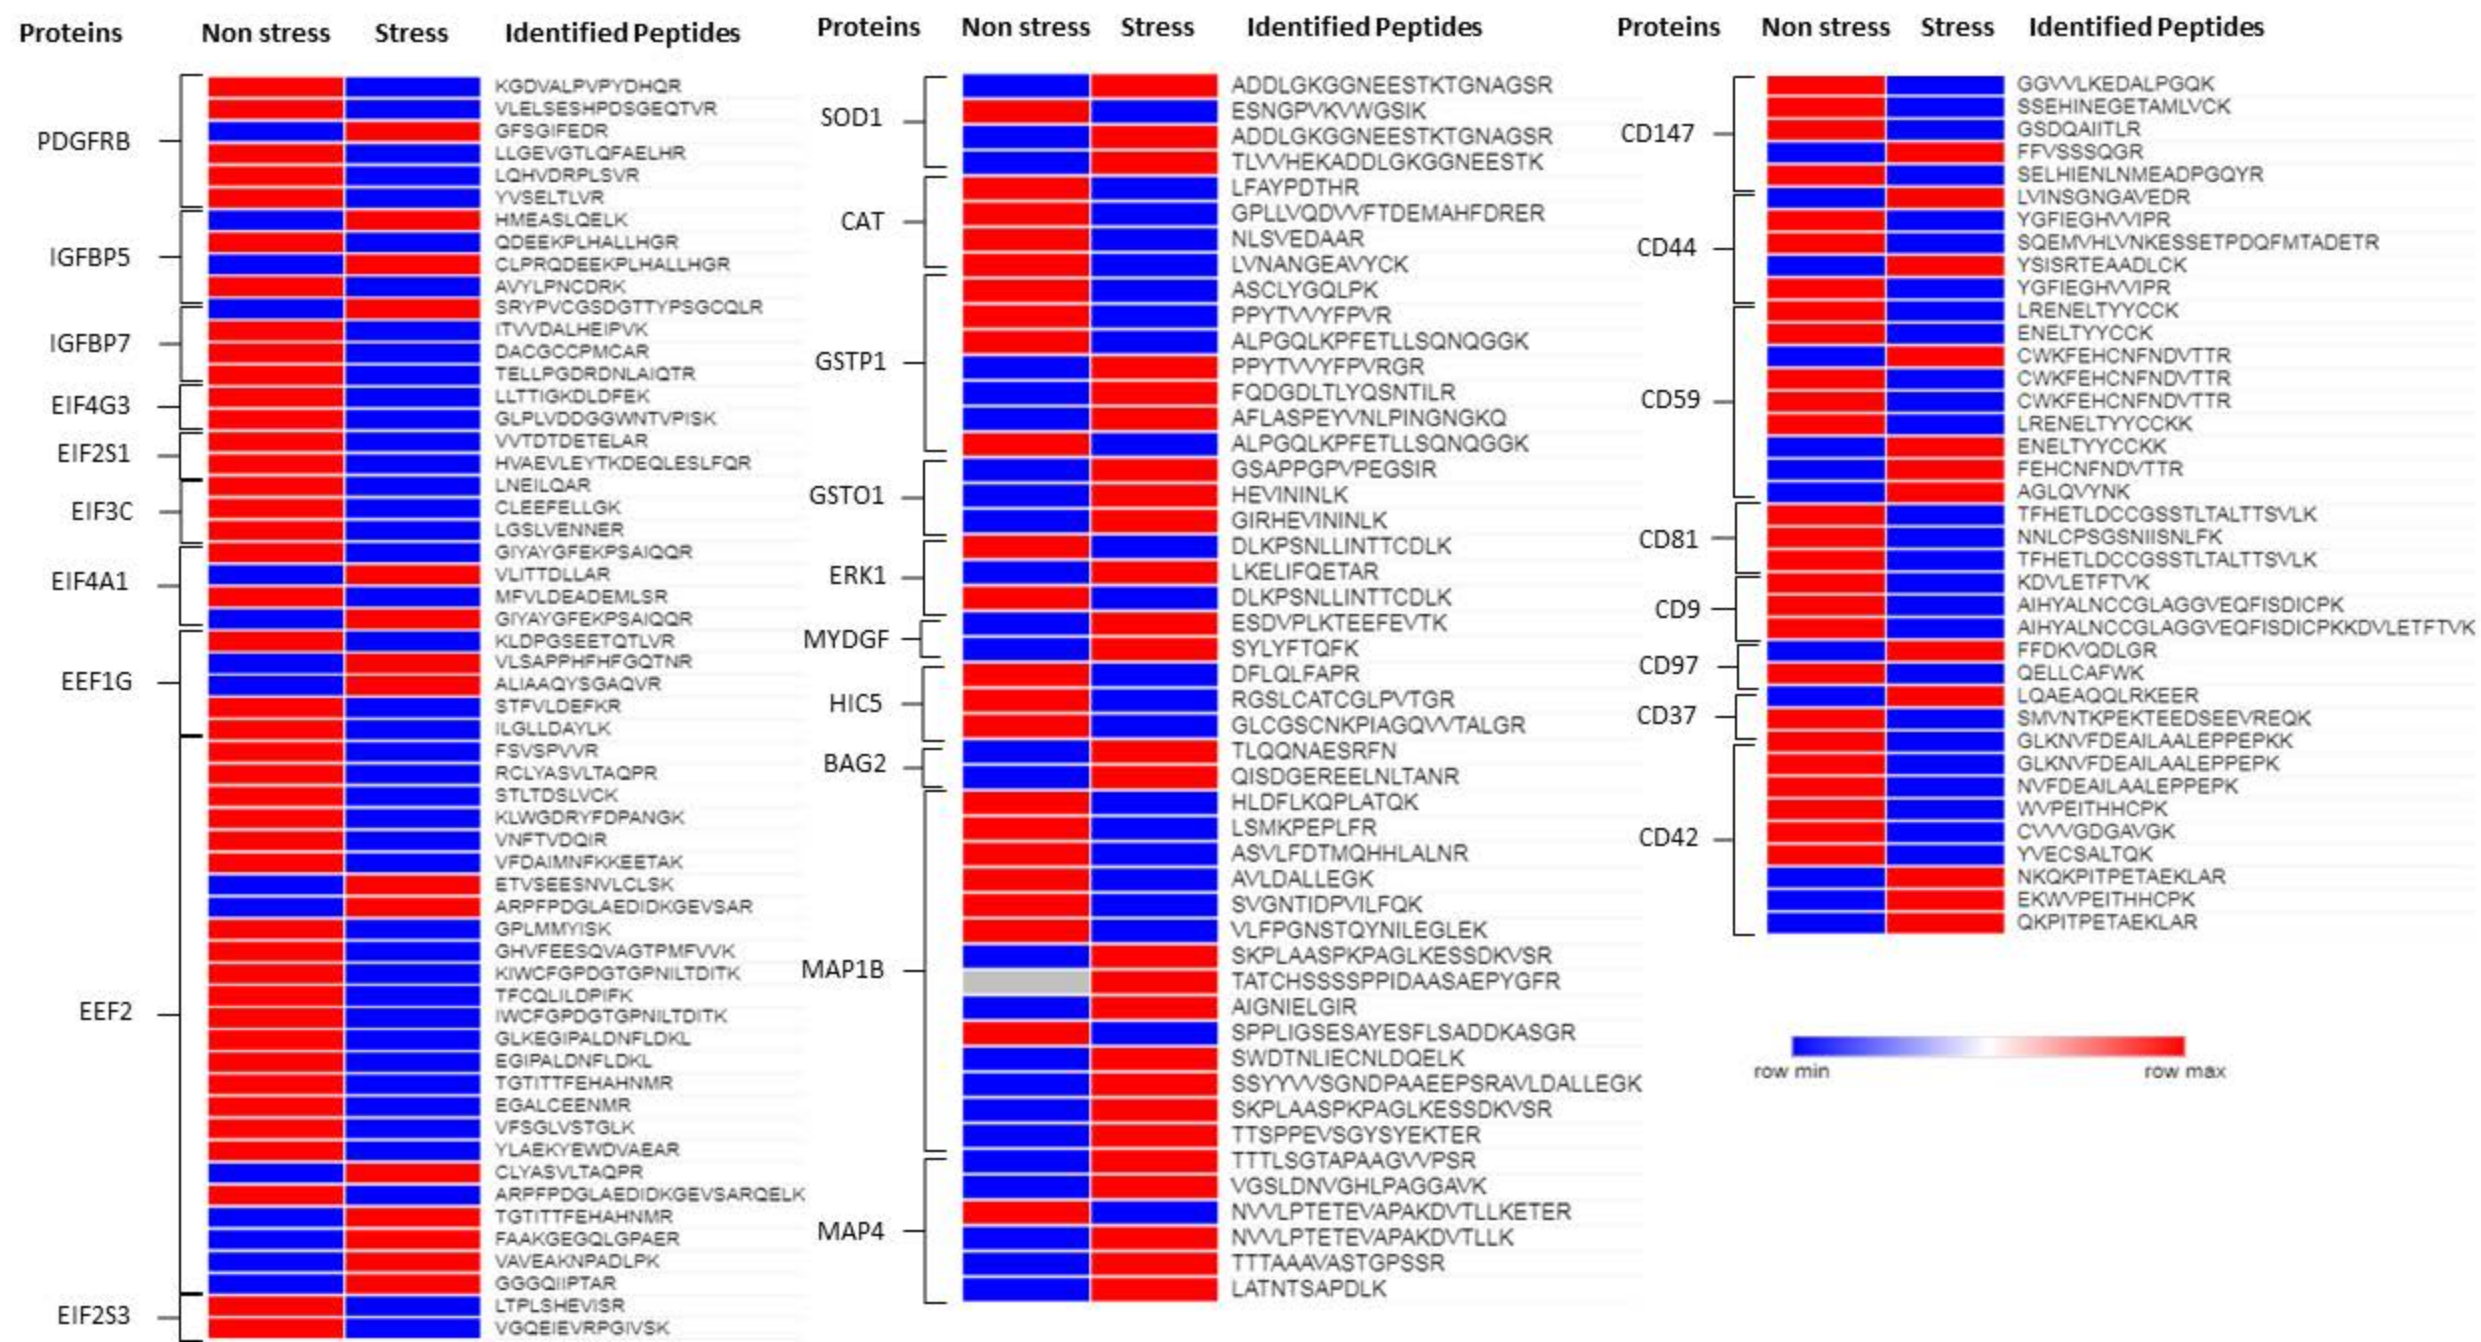 Proteins Non stress Stress Identified Peptides
PDGFRB
KGDVALPVPYDHQR
VLELSESHPDSGEQTVR
GFSGIFEDR
LLGEVGTLQFAELHR
LQHVDRPLSVR
YVSELTLVR
IGFBP5
HMEASLQELK
QDEEKPLHALLHGR
CLPRQDEEKPLHALLHGR
AVYLPNCDRK
IGFBP7
SRYPVCGSDGTTYPSGCQLR
ITVVDALHEIPVK
DACGCCPMCAR
TELLPGDRDNLAIQTR
EIF4G3
LLTTIGKDLDFEK
GLPLVDDGGWNTVPISK
EIF2S1
VVTDTDETELAR
HVAEVLEYTKDEQLESLFQR
EIF3C
LNEILQAR
CLEEFELLGK
LGSLVENNER
EIF4A1
GIYAYGFEKPSAIQQR
VLITTDLLAR
MFVLDEADEMLSR
GIYAYGFEKPSAIQQR
EEF1G
KLDPGSEETQTLVR
VLSAPPHFHFGQTNR
ALIAAQYSGAQVR
STFVLDEFKR
ILGLLDAYLK
EEF2
FSVSPVVR
RCLYASVLTAQPR
STLTDSLVCK
KLWGDRYFDPANGK
VNFTVDQIR
VFDAIMNFKKEETAK
ETVSEESNVLCLSK
ARPFPDGLAEDIDKGEVSAR
GPLMMYISK
GHVFEESQVAGTPMFVVK
KIWCFGPDGTGPNILTDITK
TFCQLILDPIFK
IWCFGPDGTGPNILTDITK
GLKEGIPALDNFLDKL
EGIPALDNFLDKL
TGTITTFEHAHNMR
EGALCEENMR
VFSGLVSTGLK
YLAEKYEWDVAEAR
CLYASVLTAQPR
ARPFPDGLAEDIDKGEVSARQELK
TGTITTFEHAHNMR
FAAKGEGQLGPAER
VAVEAKNPADLPK
GGGQIIPTAR
EIF2S3
LTPLSHEVISR
VGQEIEVRPGIVSK
Proteins Non stress Stress Identified Peptides
SOD1
ADDLGKGGNEESTKTGNAGSR
ESNGPVKVWGSIK
ADDLGKGGNEESTKTGNAGSR
TLVVHEKADDLGKGGNEESTK
CAT
LFAYPDTHR
GPLLVQDVVFTDEMAHFDRER
NLSVEDAAR
LVNANGEAVYCK
GSTP1
ASCLYGQLPK
PPYTVVYFPVR
ALPGQLKPFETLLSQNQGGK
PPYTVVYFPVRGR
FQDGDLTLYQSNTILR
AFLASPEYVNLPINGNGKQ
ALPGQLKPFETLLSQNQGGK
GSTO1
GSAPPGPVPEGSIR
HEVININLK
GIRHEVININLK
ERK1
DLKPSNLLINTTCDLK
LKELIFQETAR
DLKPSNLLINTTCDLK
MYDGF
ESDVPLKTEEFEVTK
SYLYFTQFK
HIC5
DFLQLFAPR
RGSLCATCGLPVTGR
GLCGSCNKPIAGQVVTALGR
BAG2
TLQQNAESRFN
QISDGEREELNLTANR
MAP1B
HLDFLKQPLATQK
LSMKPEPLFR
ASVLFDTMQHHLALNR
AVLDALLEGK
SVGNTIDPVILFQK
VLFPGNSTQYNILEGLEK
SKPLAASPKPAGLKESSDKVSR
TATCHSSSSPPIDAASAEPYGFR
AIGNIELGIR
SPPLIGSESAYESFLSADDKASGR
SWDTNLIECNLDQELK
SSYYVVSGNDPAAEEPSRAVLDALLEGK
SKPLAASPKPAGLKESSDKVSR
TTSPPEVSGYSYEKTER
MAP4
TTTLSGTAPAAGVVPSR
VGSLDNVGHLPAGGAVK
NVVLPTETEVAPAKDVTLLKETER
NVVLPTETEVAPAKDVTLLK
TTTAAAVASTGPSSR
LATNTSAPDLK
Proteins Non stress Stress Identified Peptides
CD147
GGVVLKEDALPGQK
SSEHINEGETAMLVCK
GSDQAIITLR
FFVSSSQGR
SELHIENLNMEADPGQYR
CD44
LVINSGNGAVEDR
YGFIEGHVVIPR
SQEMVHLVNKESSETPDQFMTADETR
YSISRTEAADLCK
YGFIEGHVVIPR
CD59
LRENELTYYCCK
ENELTYYCCK
CWKFEHCNFNDVTTR
CWKFEHCNFNDVTTR
CWKFEHCNFNDVTTR
LRENELTYYCCKK
ENELTYYCCKK
FEHCNFNDVTTR
AGLQVYNK
CD81
TFHETLDCCGSSTLTALTTSVLK
NNLCPSGSNIISNLFK
TFHETLDCCGSSTLTALTTSVLK
CD9
KDVLETFTVK
AIHYALNCCGLAGGVEQFISDICPK
AIHYALNCCGLAGGVEQFISDICPKKDVLETFTVK
CD97
FFDKVQDLGR
QELLCAFWK
CD37
LQAEAQQLRKEER
SMVNTKPEKTEEDSEEVREQK
CD42
GLKNVFDEAILAALEPPEPKK
GLKNVFDEAILAALEPPEPK
NVFDEAILAALEPPEPK
WVPEITHHCPK
CVVVGDGAVGK
YVECSALTQK
NKQKPITPETAEKLAR
EKWVPEITHHCPK
QKPITPETAEKLAR
row min row max